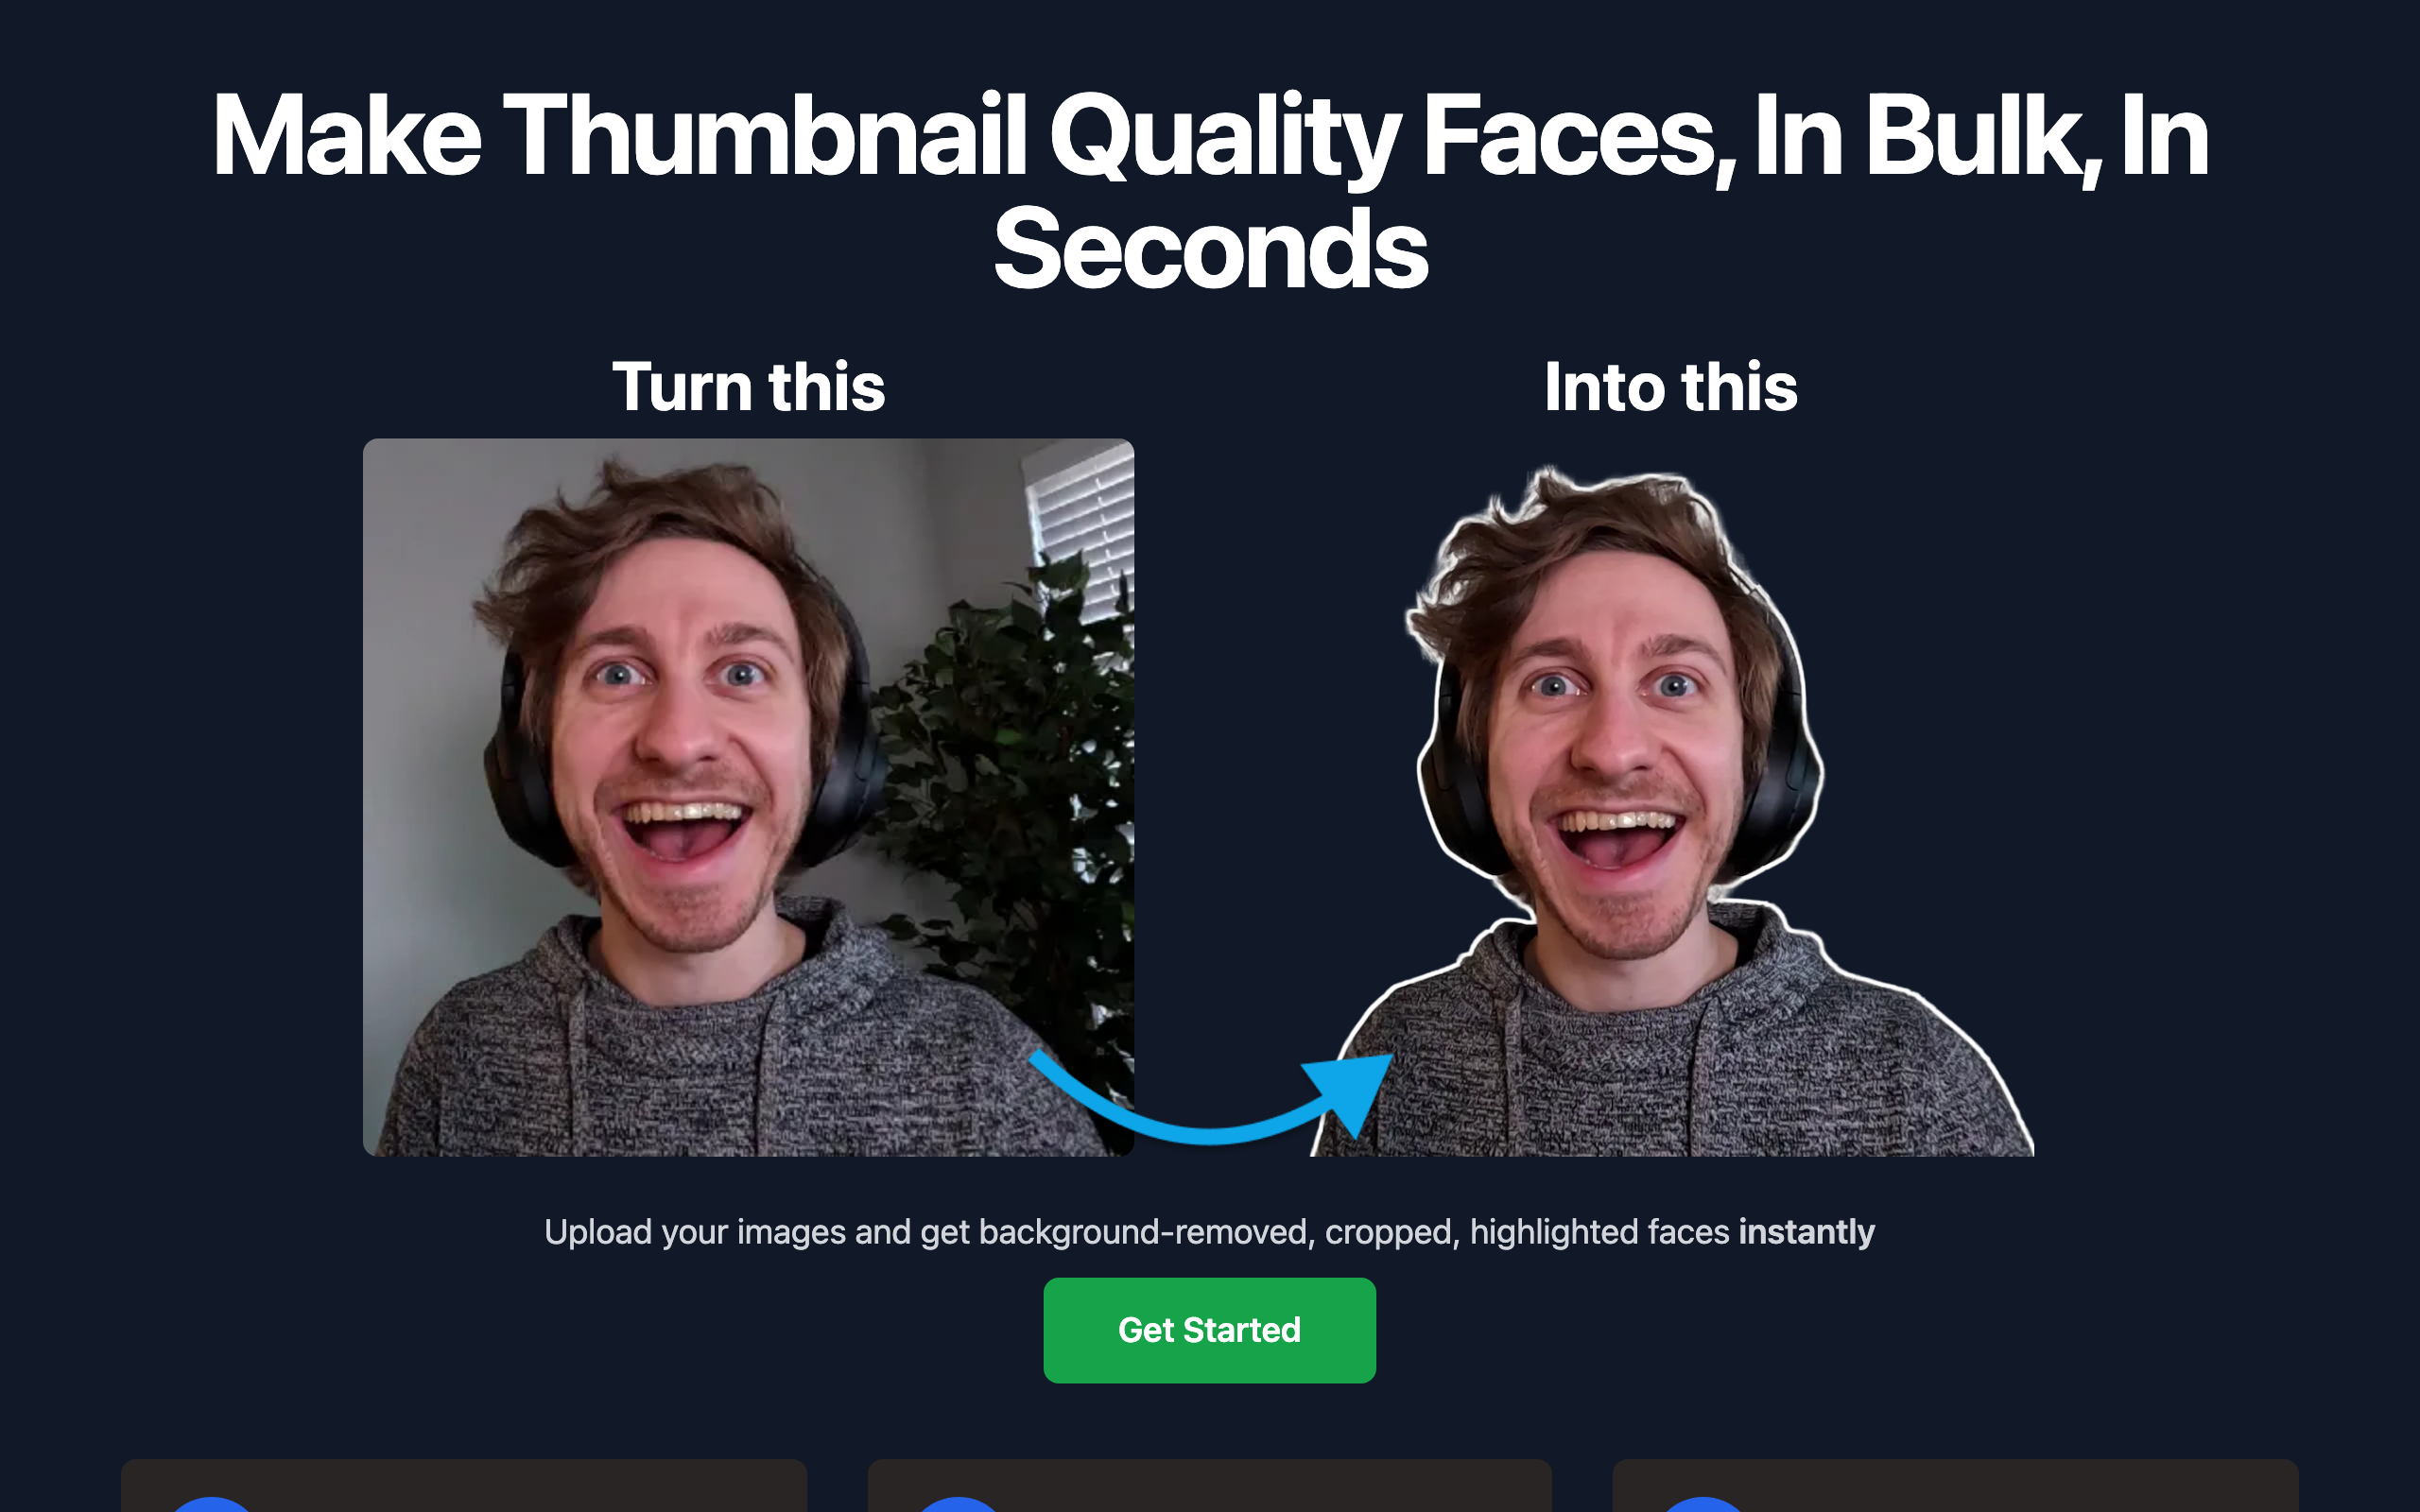 Make Thumbnail Quality Faces, In Bulk, In
Seconds
Turn this
Into this
Upload your images and get background-removed, cropped, highlighted faces instantly
Get Started